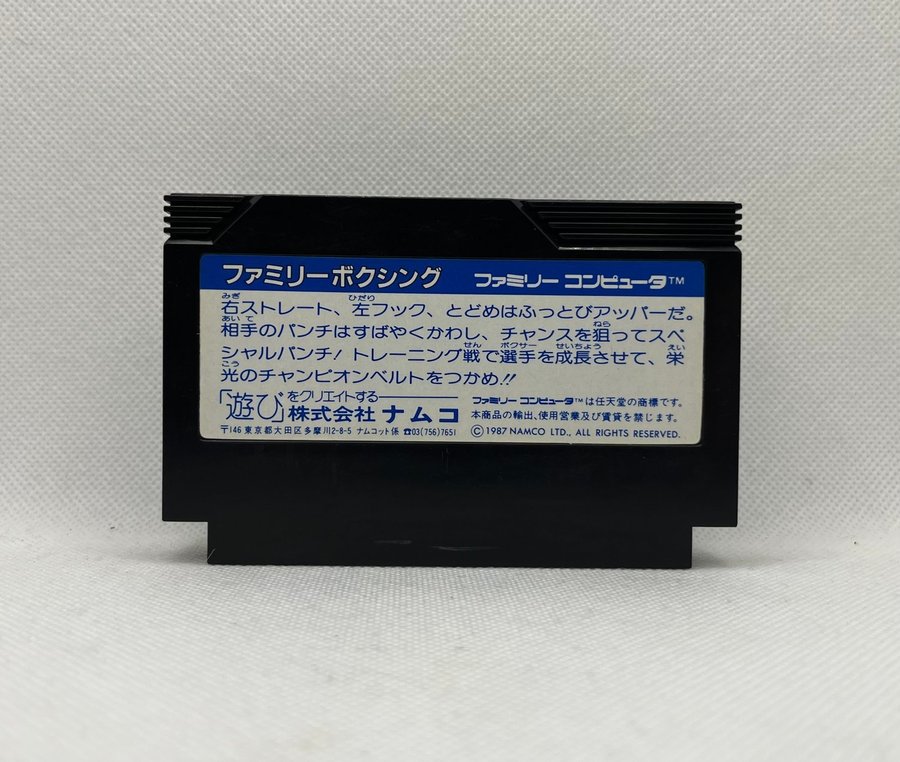 ファミリーボクシング ファミリー コンピュータ™
右ストレート、左フック、とどめはふっとびアッパーだ。
相手のパンチはすばやくかわし、チャンスを狙ってスペ
シャルパンチ! トレーニング戦で選手を成長させて、栄
光のチャンピオンベルトをつかめ!!
「遊び」をクリエイトする—— 株式会社 ナムコ
〒146 東京都大田区多摩川2-8-5 ナムコット係 ☎03(756)7651
ファミリー コンピュータ™は任天堂の商標です。
本商品の輸出、使用営業及び賃貸を禁じます。
©1987 NAMCO LTD., ALL RIGHTS RESERVED.